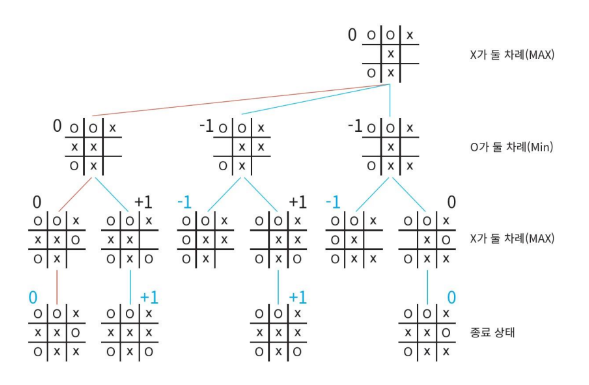 0 O O x
x
O x
X가 둘 차례(MAX)
0 O O x
x x
O x
-1 O O x
x x
O x
-1 O O x
x
O x
O가 둘 차례(Min)
0
O O x
x x O
O x
+1
O O x
x x
O x O
-1
O O x
O x x
O x
+1
O O x
x x
O x O
-1
O O x
O x
O x x
0
O O x
x O
O x x
X가 둘 차례(MAX)
0
O O x
x x O
O x x
+1
O O x
x x x
O x O
+1
O O x
x x x
O x O
0
O O x
x x O
O x x
종료 상태